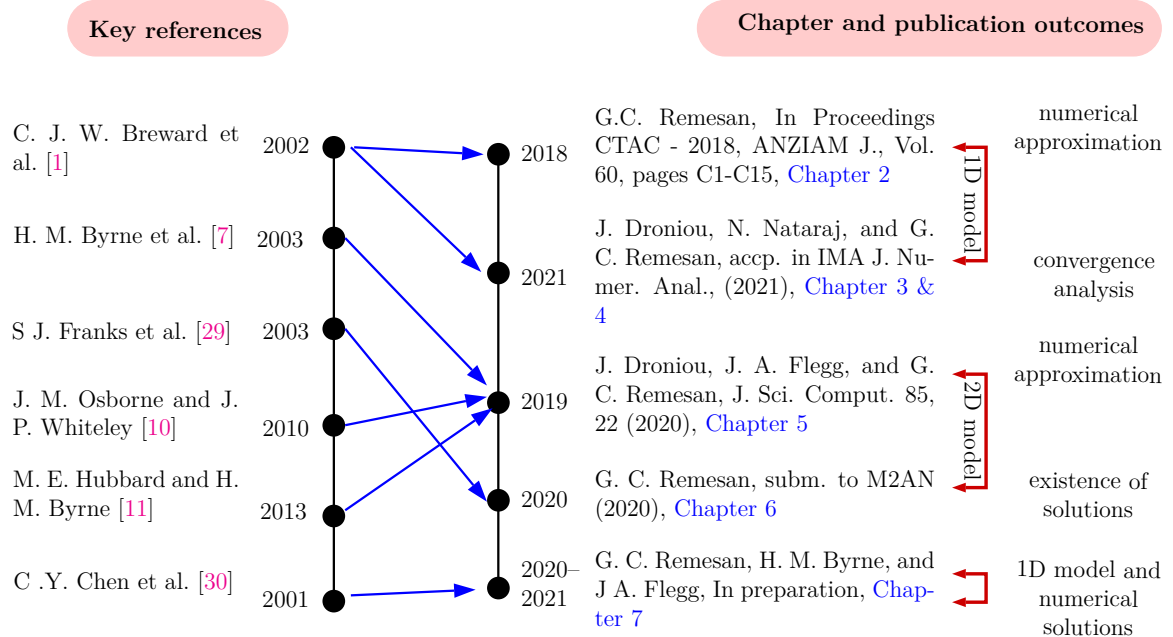 Key references
Chapter and publication outcomes
C. J. W. Breward et
al. [1]
2002
H. M. Byrne et al. [7]
2003
S J. Franks et al. [29]
2003
J. M. Osborne and J.
P. Whiteley [10]
2010
M. E. Hubbard and H.
M. Byrne [11]
2013
C .Y. Chen et al. [30]
2001
2018
G.C. Remesan, In Proceedings
CTAC - 2018, ANZIAM J., Vol.
60, pages C1-C15, Chapter 2
numerical
approximation
1D model
2021
J. Droniou, N. Nataraj, and G.
C. Remesan, accp. in IMA J. Nu-
mer. Anal., (2021), Chapter 3 &
4
convergence
analysis
2019
J. Droniou, J. A. Flegg, and G.
C. Remesan, J. Sci. Comput. 85,
22 (2020), Chapter 5
numerical
approximation
2D model
2020
G. C. Remesan, subm. to M2AN
(2020), Chapter 6
existence of
solutions
2020–
2021
G. C. Remesan, H. M. Byrne, and
J A. Flegg, In preparation, Chap-
ter 7
1D model and
numerical
solutions